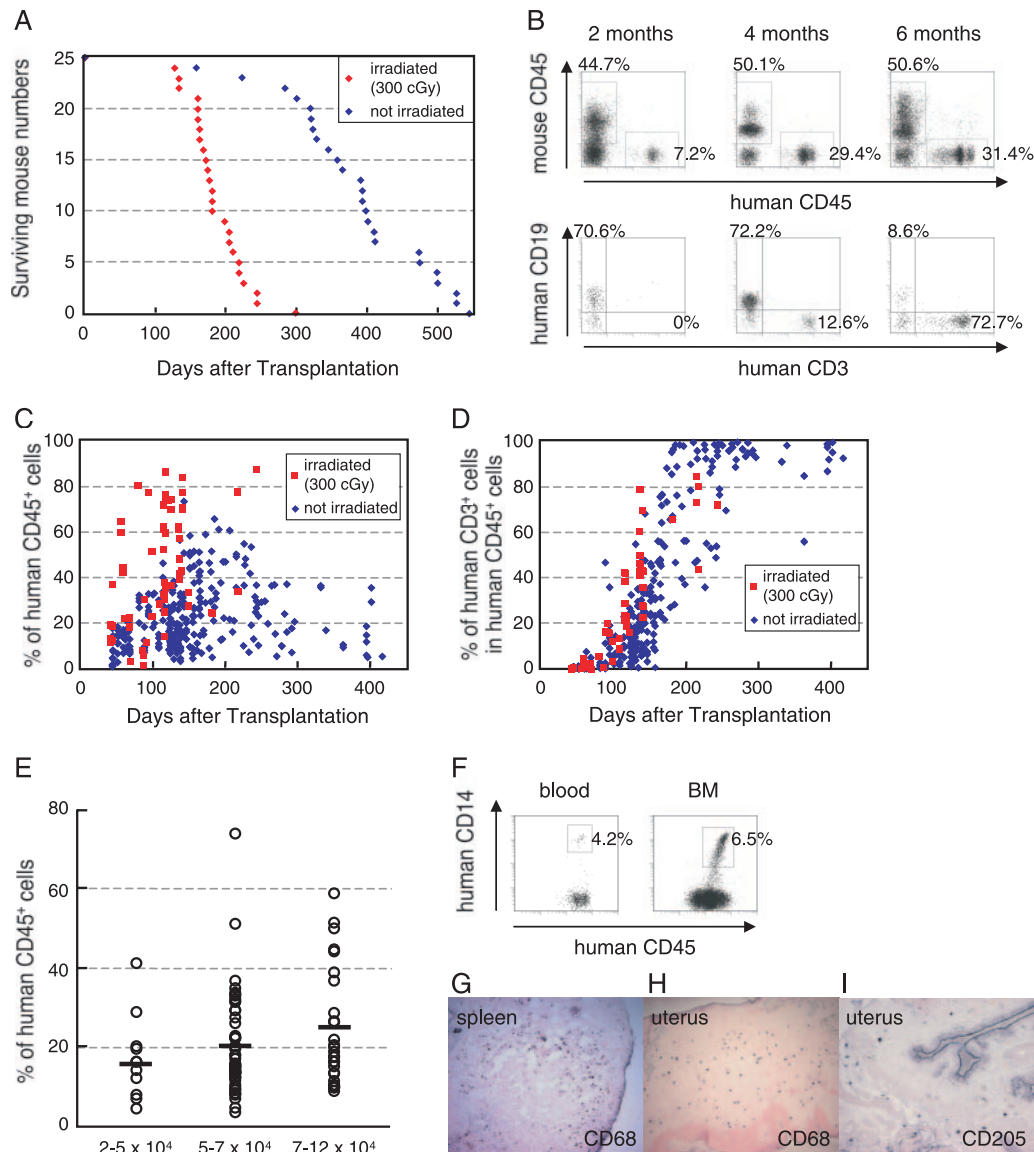 A
Surviving mouse numbers
25
20
15
10
5
0
irradiated
(300 cGy)
not irradiated
0
100
200
300
400
500
Days after Transplantation
B
2 months
4 months
6 months
mouse CD45
44.7%
7.2%
50.1%
29.4%
50.6%
31.4%
human CD45
human CD19
70.6%
0%
72.2%
12.6%
8.6%
72.7%
human CD3
C
% of human CD45⁺ cells
100
80
60
40
20
0
irradiated
(300 cGy)
not irradiated
0
100
200
300
400
Days after Transplantation
D
% of human CD3⁺ cells
in human CD45⁺ cells
100
80
60
40
20
0
irradiated
(300 cGy)
not irradiated
0
100
200
300
400
Days after Transplantation
E
% of human CD45⁺ cells
80
60
40
20
0
2-5 x 10⁴
5-7 x 10⁴
7-12 x 10⁴
F
blood
BM
human CD14
4.2%
6.5%
human CD45
G
spleen
CD68
H
uterus
CD68
I
uterus
CD205